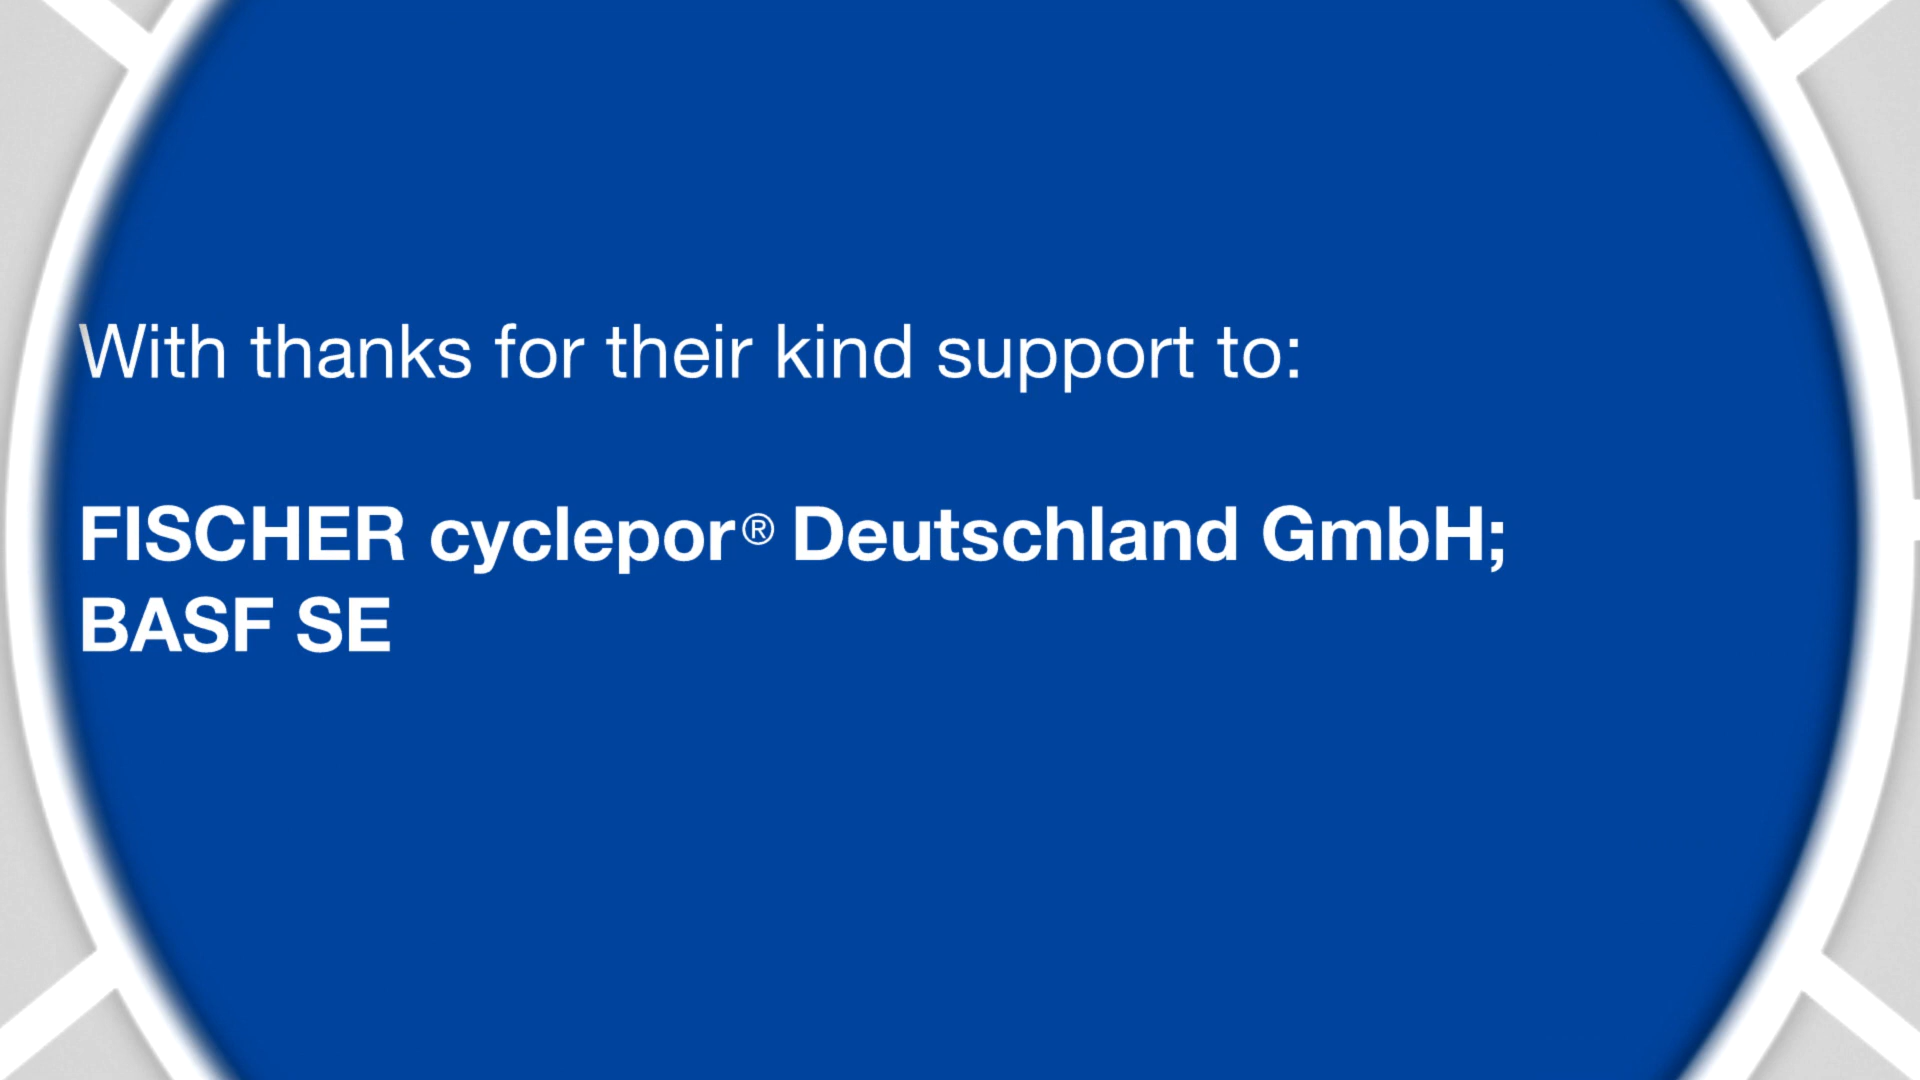 With thanks for their kind support to:
FISCHER cyclepor® Deutschland GmbH;
BASF SE